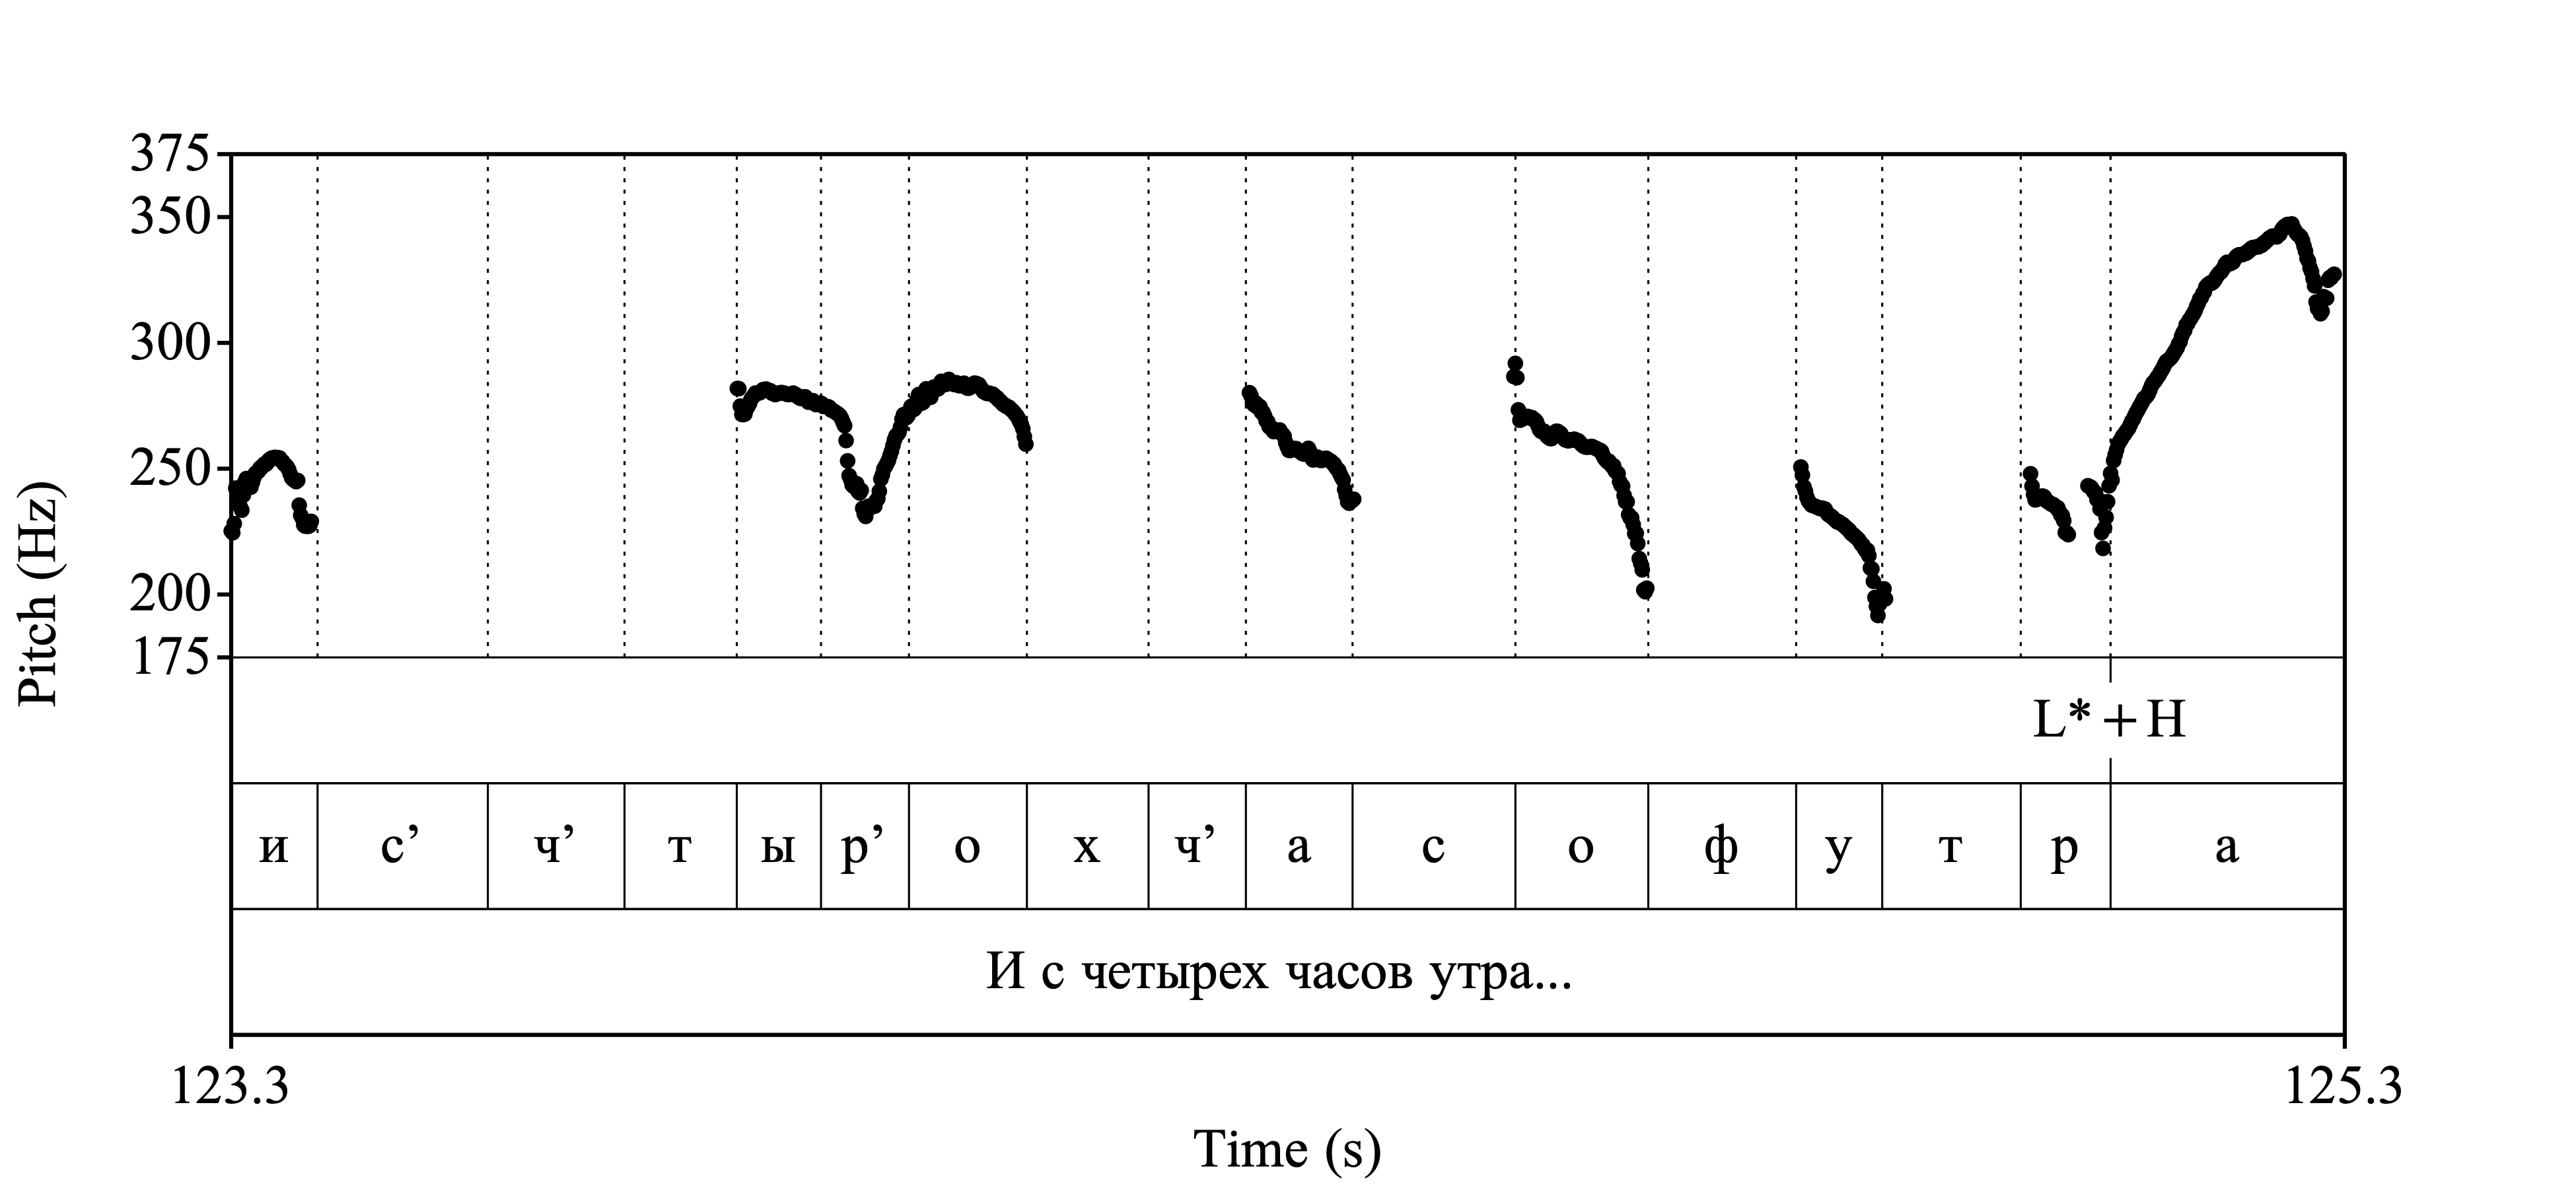 375
350
300
250
200
175
Pitch (Hz)
L* + H
и с’ ч’ т ы р’ о х ч’ а с о ф у т р а
И с четырех часов утра...
123.3 125.3
Time (s)